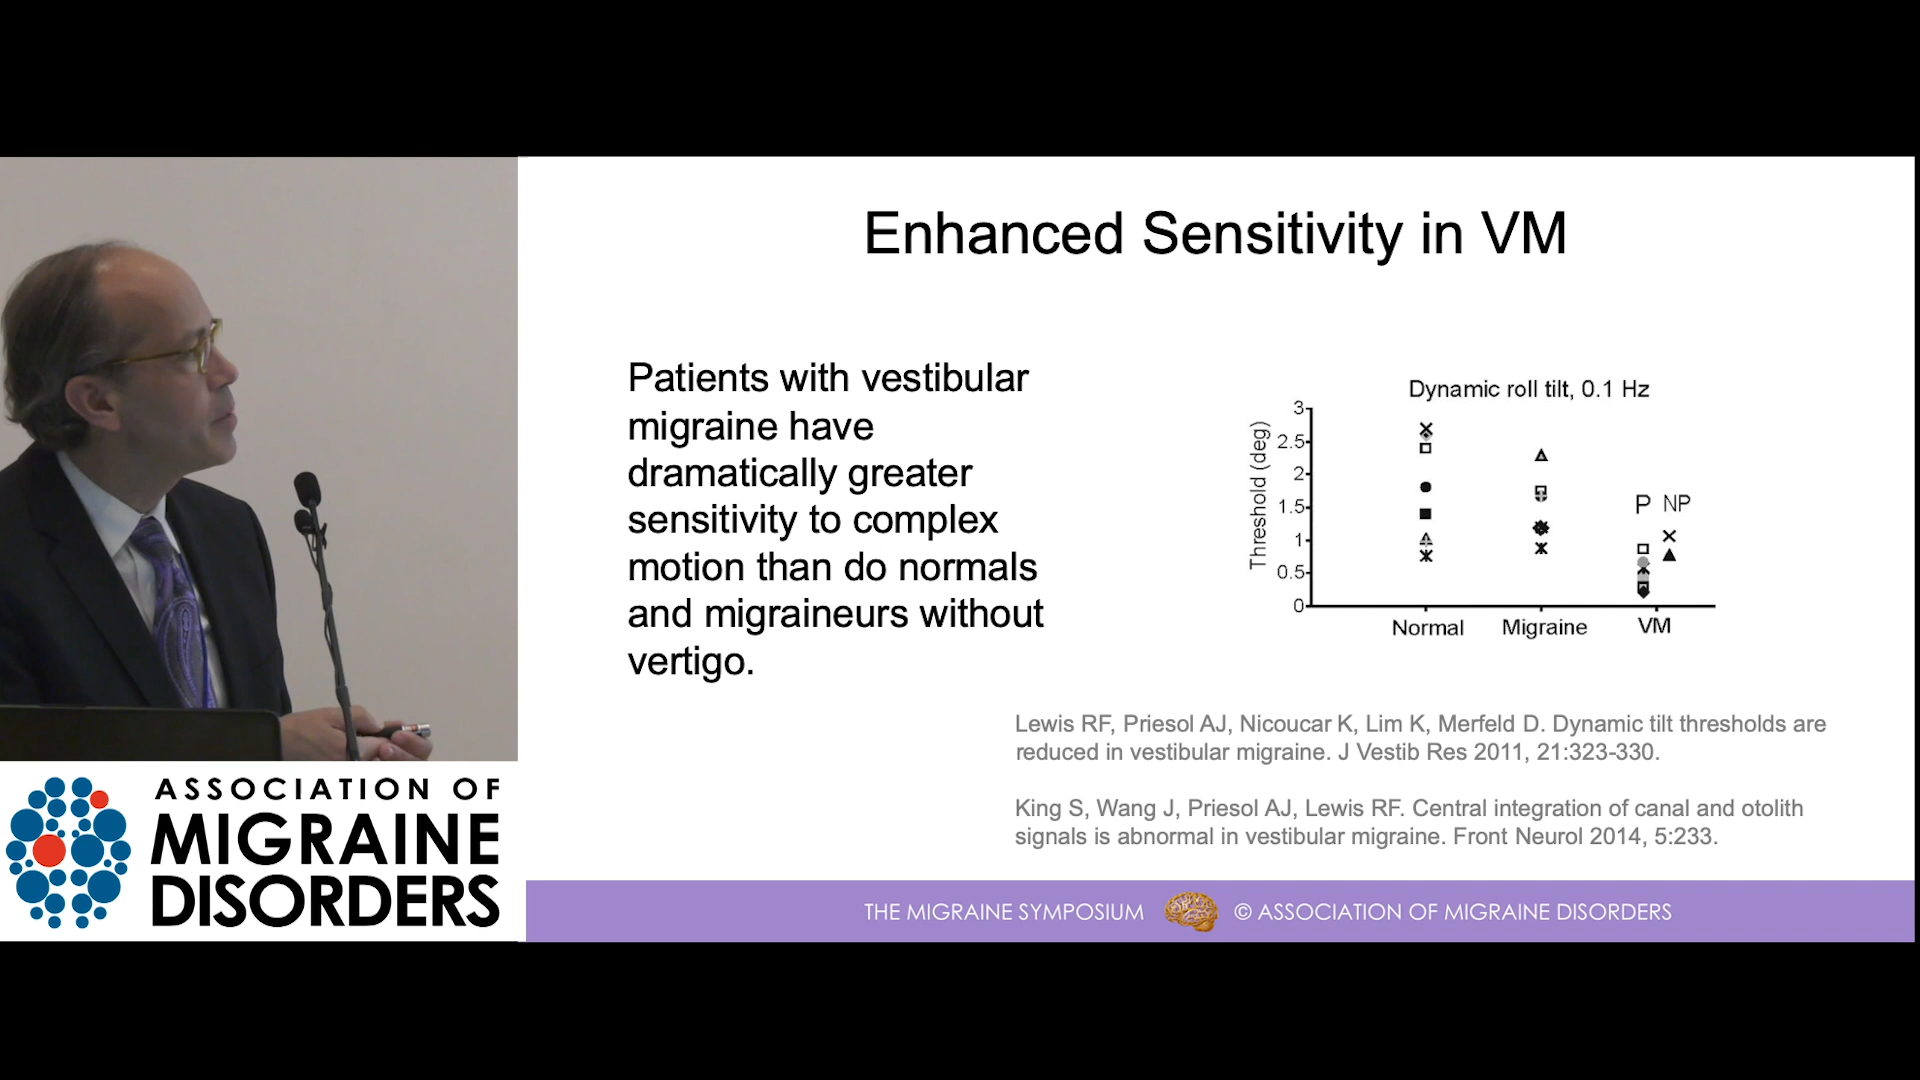 Enhanced Sensitivity in VM
Patients with vestibular
migraine have
dramatically greater
sensitivity to complex
motion than do normals
and migraineurs without
vertigo.
Dynamic roll tilt, 0.1 Hz
Threshold (deg)
3
2.5
2
1.5
1
0.5
0
P NP
Normal Migraine VM
Lewis RF, Priesol AJ, Nicoucar K, Lim K, Merfeld D. Dynamic tilt thresholds are
reduced in vestibular migraine. J Vestib Res 2011, 21:323-330.
King S, Wang J, Priesol AJ, Lewis RF. Central integration of canal and otolith
signals is abnormal in vestibular migraine. Front Neurol 2014, 5:233.
ASSOCIATION OF
MIGRAINE
DISORDERS
THE MIGRAINE SYMPOSIUM © ASSOCIATION OF MIGRAINE DISORDERS